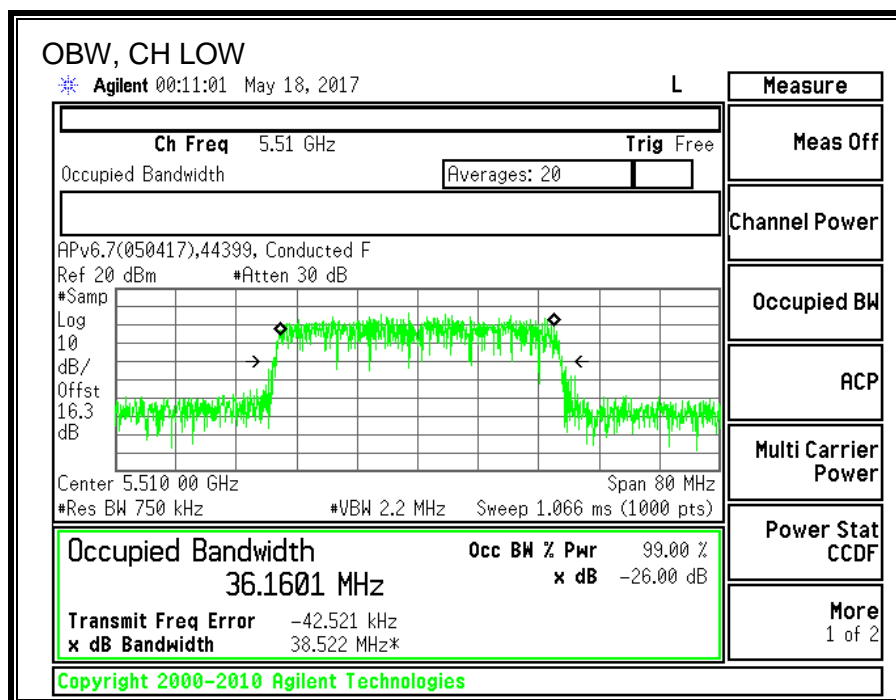 OBW, CH LOW
Agilent 00:11:01 May 18, 2017 L
Measure
Ch Freq 5.51 GHz Trig Free
Meas Off
Occupied Bandwidth Averages: 20
Channel Power
APv6.7(050417),44399, Conducted F
Ref 20 dBm #Atten 30 dB
#Samp
Log
10
dB/
Offst
16.3
dB
Occupied BW
ACP
Multi Carrier
Power
Center 5.510 00 GHz Span 80 MHz
#Res BW 750 kHz #VBW 2.2 MHz Sweep 1.066 ms (1000 pts)
Power Stat
CCDF
Occupied Bandwidth Occ BW % Pwr 99.00 %
36.1601 MHz x dB -26.00 dB
Transmit Freq Error -42.521 kHz
x dB Bandwidth 38.522 MHz*
More
1 of 2
Copyright 2000-2010 Agilent Technologies